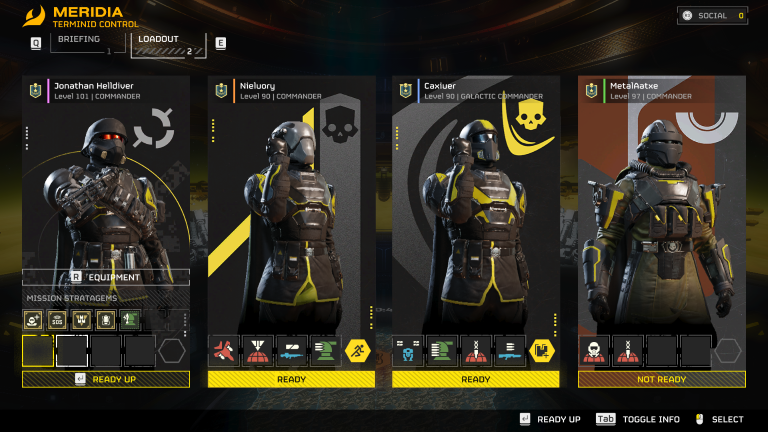 MERIDIA
TERMINID CONTROL
SOCIAL 0
Q
BRIEFING
1
LOADOUT
2
E
Jonathan Helldiver
Level 101 | COMMANDER
Nielvory
Level 90 | COMMANDER
Caxluer
Level 90 | GALACTIC COMMANDER
MetalAatxe
Level 97 | COMMANDER
R EQUIPMENT
MISSION STRATAGEMS
SOS
READY UP
READY
READY
NOT READY
READY UP
Tab TOGGLE INFO
SELECT